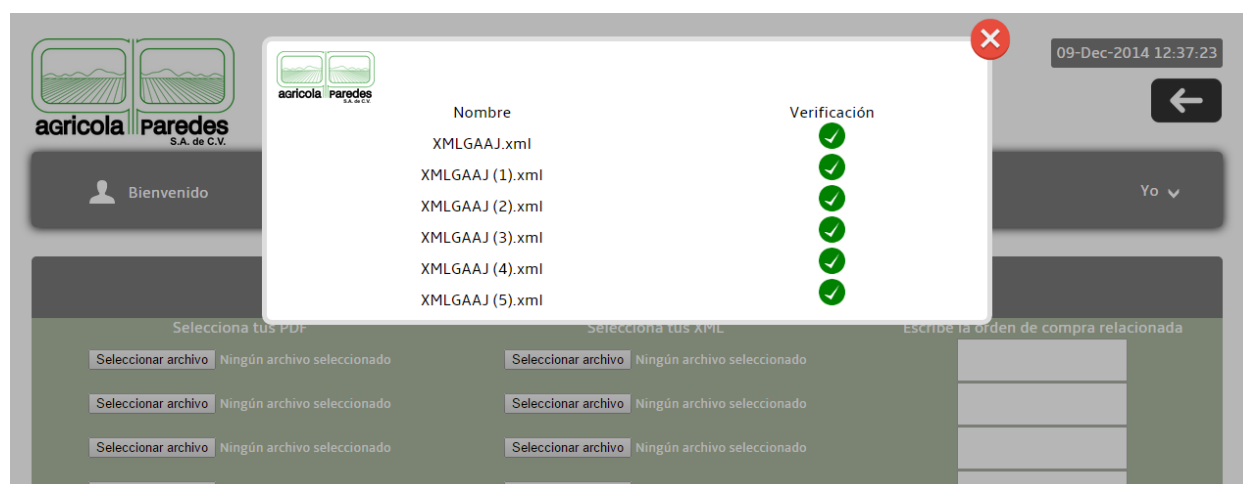 agricola Paredes
S.A. de C.V.
09-Dec-2014 12:37:23
Bienvenido
Yo
agricola Paredes
S.A. de C.V.
Nombre Verificación
XMLGAAJ.xml
XMLGAAJ (1).xml
XMLGAAJ (2).xml
XMLGAAJ (3).xml
XMLGAAJ (4).xml
XMLGAAJ (5).xml
Selecciona tus PDF Selecciona tus XML Escribe la orden de compra relacionada
Seleccionar archivo Ningún archivo seleccionado Seleccionar archivo Ningún archivo seleccionado
Seleccionar archivo Ningún archivo seleccionado Seleccionar archivo Ningún archivo seleccionado
Seleccionar archivo Ningún archivo seleccionado Seleccionar archivo Ningún archivo seleccionado